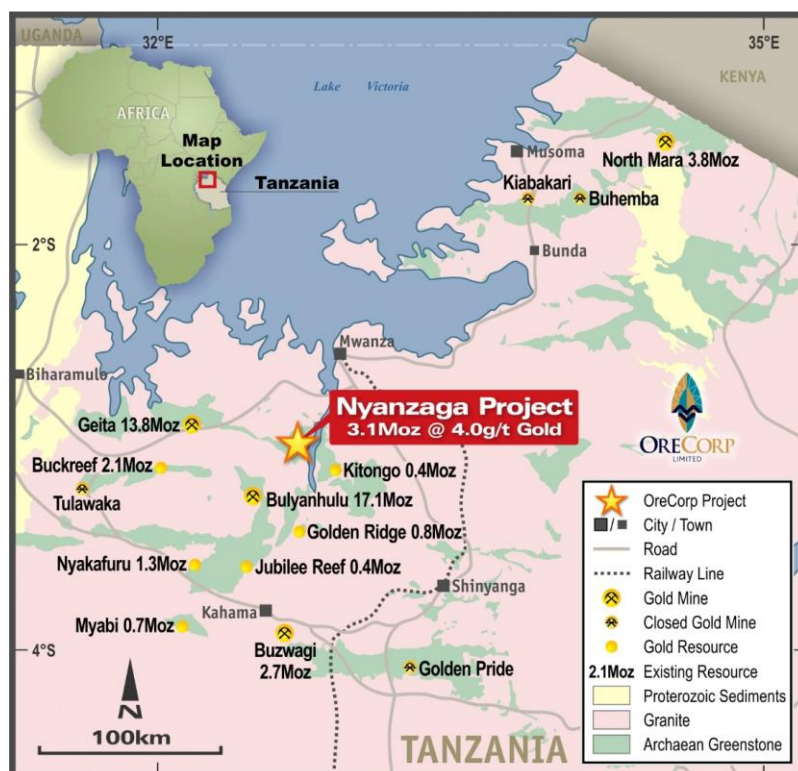 UGANDA
32°E
35°E
KENYA
Lake Victoria
AFRICA
Map
Location
Tanzania
Musoma
North Mara 3.8Moz
Kiabakari
Buhemba
2°S
Bunda
Mwanza
Biharamulo
Nyanzaga Project
3.1Moz @ 4.0g/t Gold
ORECORP
LIMITED
Geita 13.8Moz
Buckreef 2.1Moz
Kitongo 0.4Moz
Tulawaka
Bulyanhulu 17.1Moz
Golden Ridge 0.8Moz
Nyakafuru 1.3Moz
Jubilee Reef 0.4Moz
Shinyanga
Kahama
Myabi 0.7Moz
Buzwagi
2.7Moz
Golden Pride
4°S
N
100km
TANZANIA
OreCorp Project
/ City / Town
Road
Railway Line
Gold Mine
Closed Gold Mine
Gold Resource
2.1Moz Existing Resource
Proterozoic Sediments
Granite
Archaean Greenstone